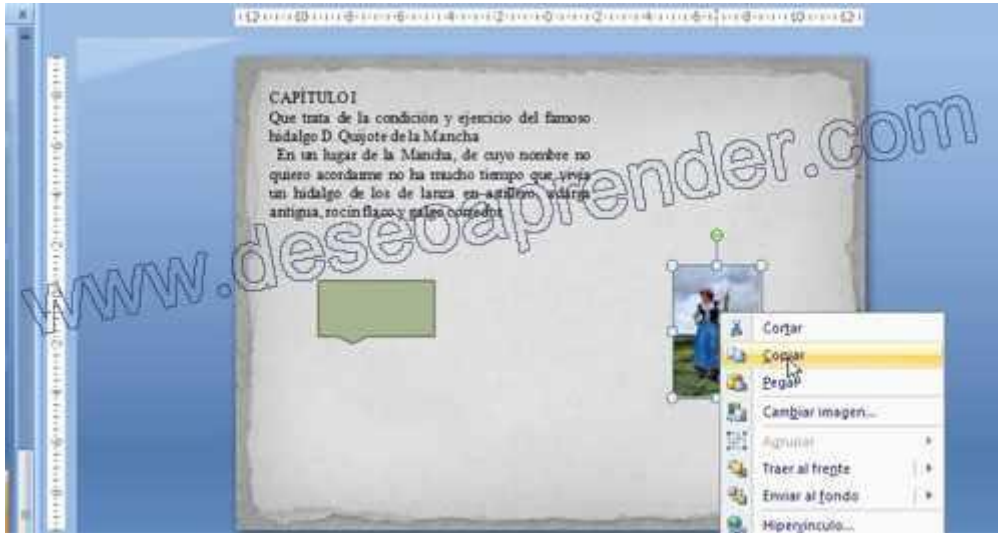 CAPÍTULO I
Que trata de la condición y ejercicio del famoso
hidalgo D. Quijote de la Mancha
En un lugar de la Mancha, de cuyo nombre no
quiero acordarme no ha mucho tiempo que vivía
un hidalgo de los de lanza en astillero, adarga
antigua, rocín flaco y galgo corredor
www.deseoaprender.com
Cortar
Copiar
Pegar
Cambiar imagen...
Agrupar
Traer al frente
Enviar al fondo
Hipervínculo...